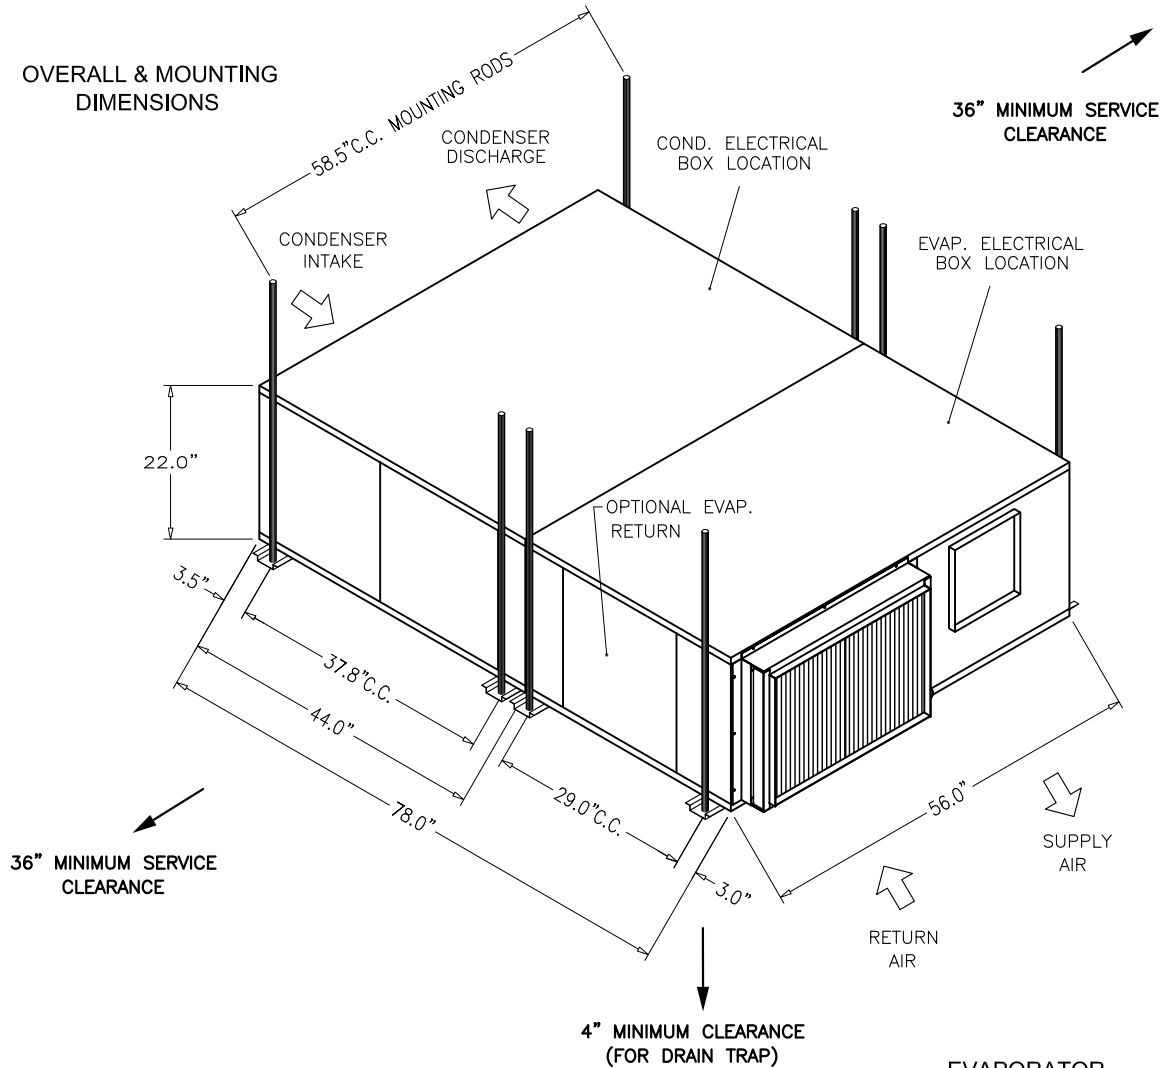 OVERALL & MOUNTING
DIMENSIONS
58.5"C.C. MOUNTING RODS
CONDENSER
DISCHARGE
COND. ELECTRICAL
BOX LOCATION
36" MINIMUM SERVICE
CLEARANCE
CONDENSER
INTAKE
EVAP. ELECTRICAL
BOX LOCATION
22.0"
OPTIONAL EVAP.
RETURN
3.5"
37.8"C.C.
44.0"
78.0"
29.0"C.C.
3.0"
56.0"
SUPPLY
AIR
RETURN
AIR
36" MINIMUM SERVICE
CLEARANCE
4" MINIMUM CLEARANCE
(FOR DRAIN TRAP)
EVAPORATOR